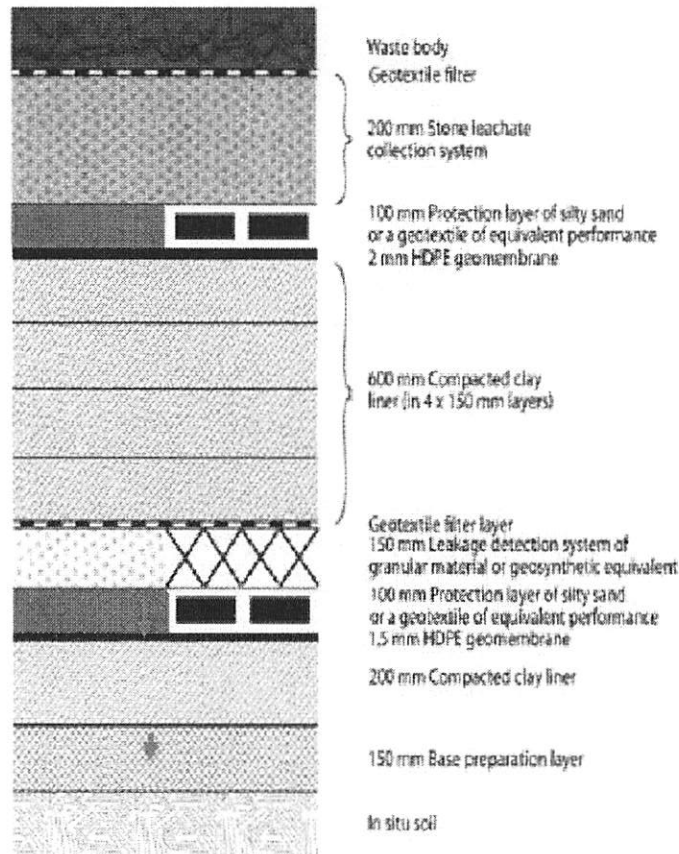 Waste body
Geotextile filter
200 mm Stone leachate
collection system
100 mm Protection layer of silty sand
or a geotextile of equivalent performance
2 mm HDPE geomembrane
600 mm Compacted clay
liner (in 4 x 150 mm layers)
Geotextile filter layer
150 mm Leakage detection system of
granular material or geosynthetic equivalent
100 mm Protection layer of silty sand
or a geotextile of equivalent performance
1,5 mm HDPE geomembrane
200 mm Compacted clay liner
150 mm Base preparation layer
In situ soil